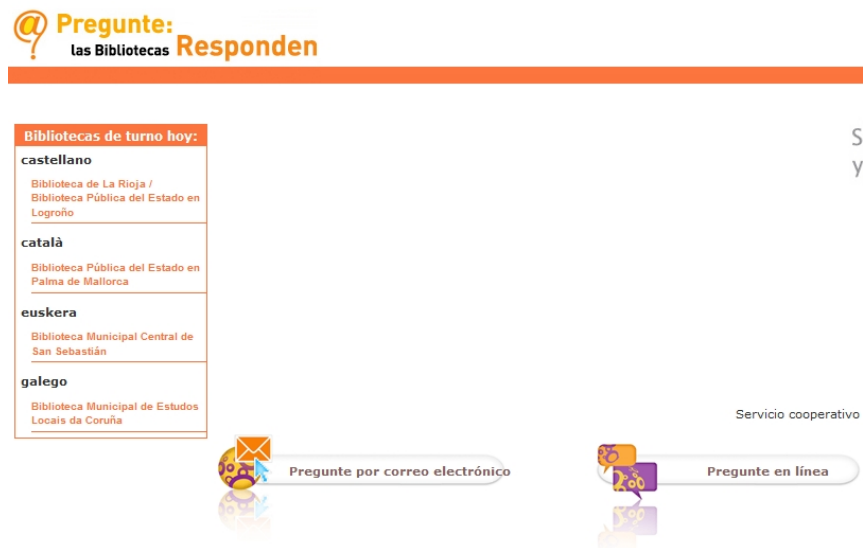 Pregunte:
las Bibliotecas Responden
Bibliotecas de turno hoy:
castellano
Biblioteca de La Rioja /
Biblioteca Pública del Estado en
Logroño
català
Biblioteca Pública del Estado en
Palma de Mallorca
euskera
Biblioteca Municipal Central de
San Sebastián
galego
Biblioteca Municipal de Estudos
Locais da Coruña
S
y
Servicio cooperativo
Pregunte por correo electrónico
Pregunte en línea